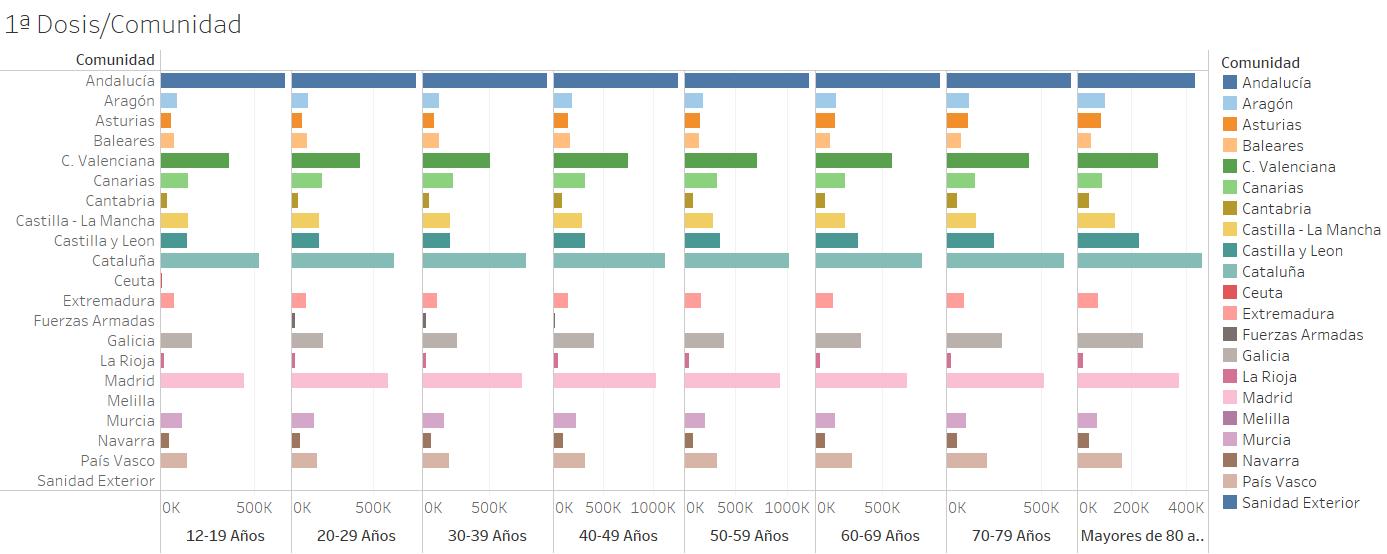 1ª Dosis/Comunidad
Comunidad
Andalucía
Aragón
Asturias
Baleares
C. Valenciana
Canarias
Cantabria
Castilla - La Mancha
Castilla y Leon
Cataluña
Ceuta
Extremadura
Fuerzas Armadas
Galicia
La Rioja
Madrid
Melilla
Murcia
Navarra
País Vasco
Sanidad Exterior
0K 500K 0K 500K 0K 500K 0K 500K 1000K 0K 500K 1000K 0K 500K 0K 500K 0K 200K 400K
12-19 Años 20-29 Años 30-39 Años 40-49 Años 50-59 Años 60-69 Años 70-79 Años Mayores de 80 a..
Comunidad
Andalucía
Aragón
Asturias
Baleares
C. Valenciana
Canarias
Cantabria
Castilla - La Mancha
Castilla y Leon
Cataluña
Ceuta
Extremadura
Fuerzas Armadas
Galicia
La Rioja
Madrid
Melilla
Murcia
Navarra
País Vasco
Sanidad Exterior